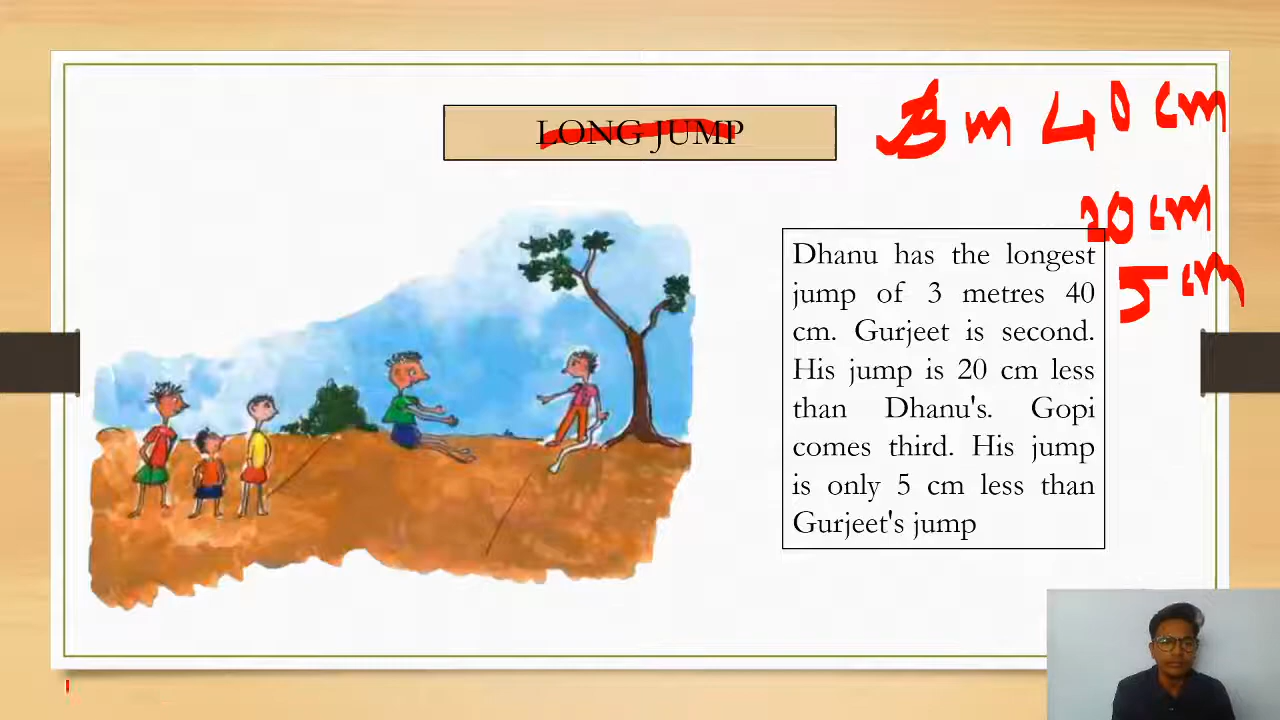 LONG JUMP
3 m 40 cm
20 cm
5 cm
Dhanu has the longest
jump of 3 metres 40
cm. Gurjeet is second.
His jump is 20 cm less
than Dhanu's. Gopi
comes third. His jump
is only 5 cm less than
Gurjeet's jump